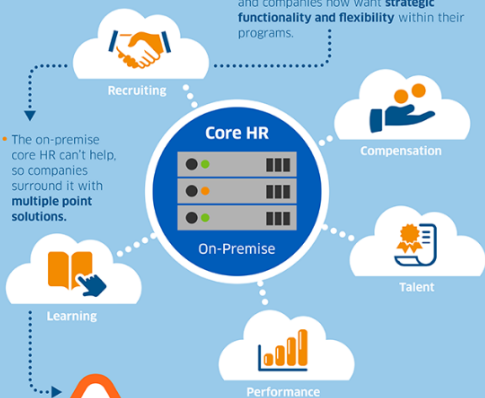 and companies now want strategic
functionality and flexibility within their
programs.
Recruiting
Core HR
On-Premise
Compensation
• The on-premise
core HR can't help,
so companies
surround it with
multiple point
solutions.
Talent
Learning
Performance